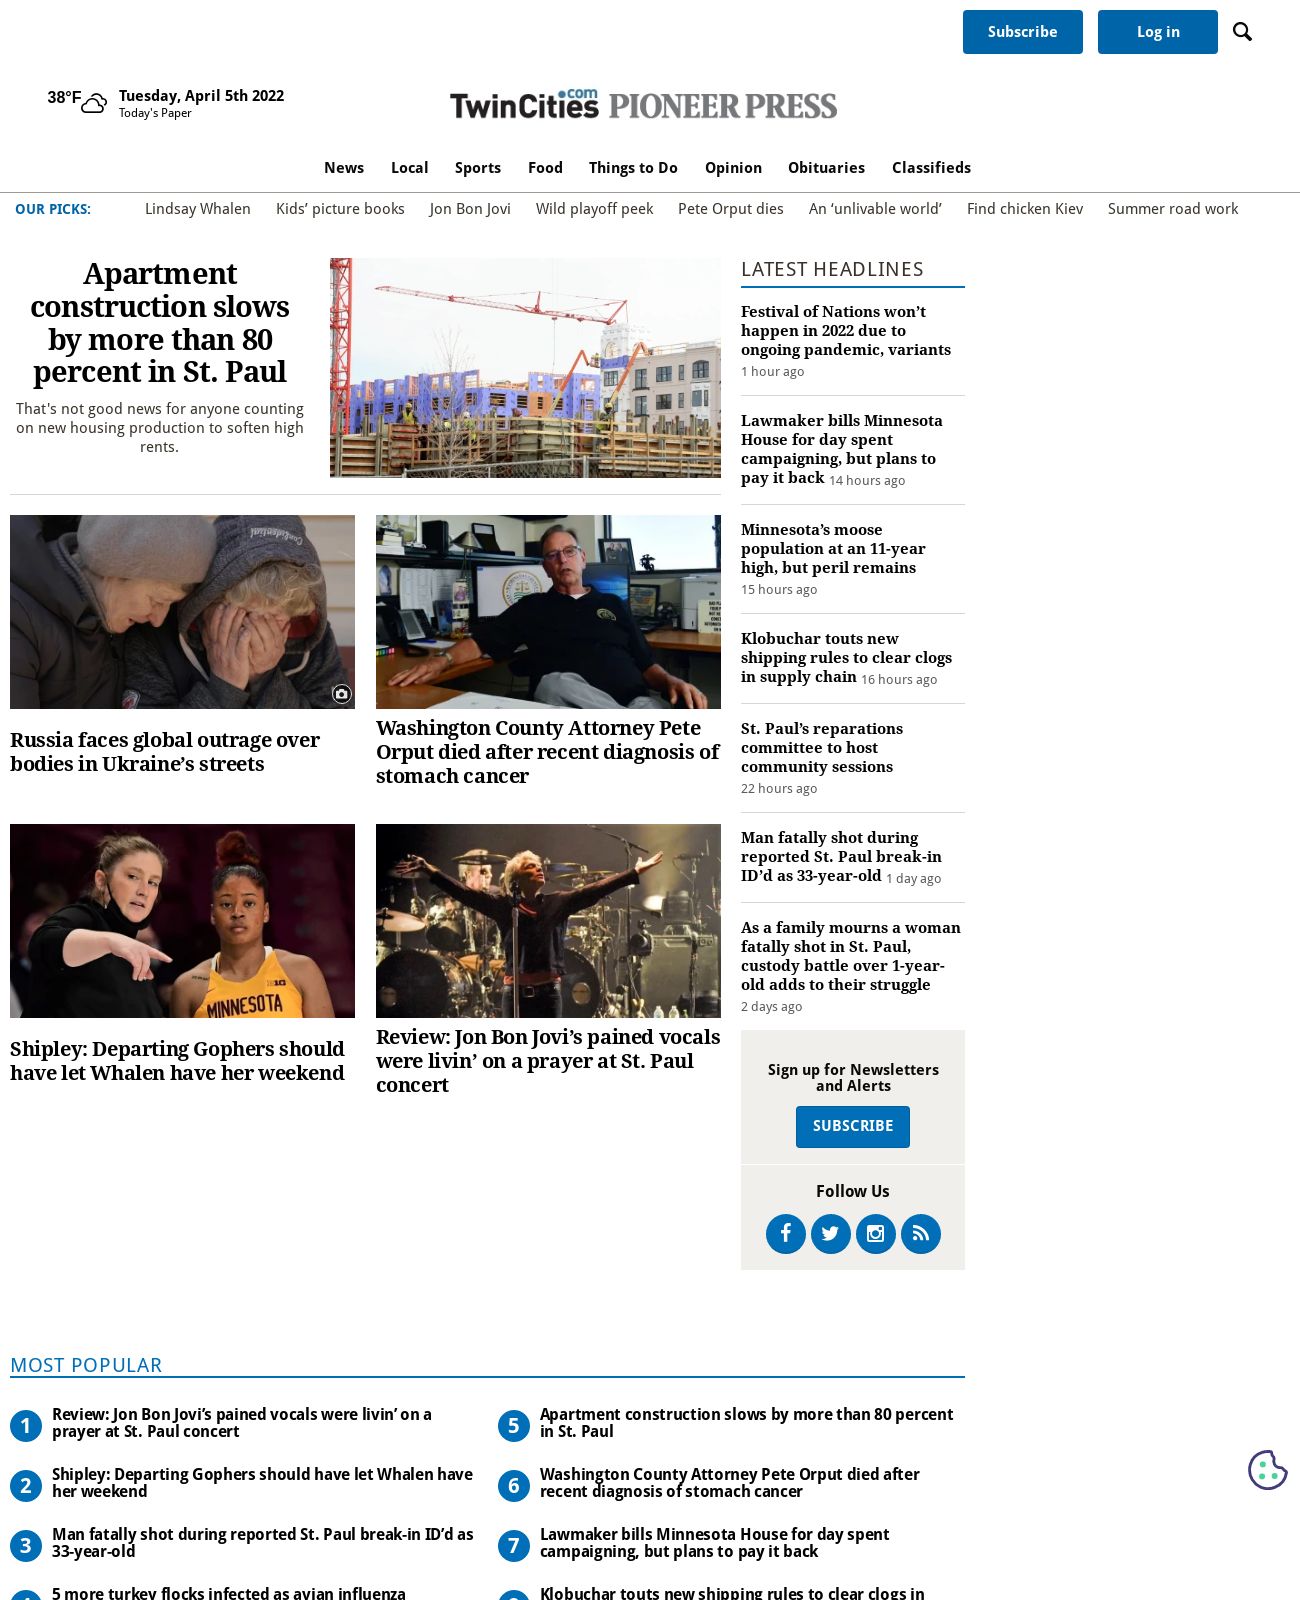 Subscribe
Log in
38°F
Tuesday, April 5th 2022
Today's Paper
TwinCities.com PIONEER PRESS
News
Local
Sports
Food
Things to Do
Opinion
Obituaries
Classifieds
OUR PICKS:
Lindsay Whalen
Kids’ picture books
Jon Bon Jovi
Wild playoff peek
Pete Orput dies
An ‘unlivable world’
Find chicken Kiev
Summer road work
Apartment
construction slows
by more than 80
percent in St. Paul
That's not good news for anyone counting
on new housing production to soften high
rents.
Confidential
Russia faces global outrage over
bodies in Ukraine’s streets
Washington County Attorney Pete
Orput died after recent diagnosis of
stomach cancer
MINNESOTA
Shipley: Departing Gophers should
have let Whalen have her weekend
Review: Jon Bon Jovi’s pained vocals
were livin’ on a prayer at St. Paul
concert
LATEST HEADLINES
Festival of Nations won’t
happen in 2022 due to
ongoing pandemic, variants
1 hour ago
Lawmaker bills Minnesota
House for day spent
campaigning, but plans to
pay it back 14 hours ago
Minnesota’s moose
population at an 11-year
high, but peril remains
15 hours ago
Klobuchar touts new
shipping rules to clear clogs
in supply chain 16 hours ago
St. Paul’s reparations
committee to host
community sessions
22 hours ago
Man fatally shot during
reported St. Paul break-in
ID’d as 33-year-old 1 day ago
As a family mourns a woman
fatally shot in St. Paul,
custody battle over 1-year-
old adds to their struggle
2 days ago
Sign up for Newsletters
and Alerts
SUBSCRIBE
Follow Us
MOST POPULAR
1
Review: Jon Bon Jovi’s pained vocals were livin’ on a
prayer at St. Paul concert
2
Shipley: Departing Gophers should have let Whalen have
her weekend
3
Man fatally shot during reported St. Paul break-in ID’d as
33-year-old
5 more turkey flocks infected as avian influenza
5
Apartment construction slows by more than 80 percent
in St. Paul
6
Washington County Attorney Pete Orput died after
recent diagnosis of stomach cancer
7
Lawmaker bills Minnesota House for day spent
campaigning, but plans to pay it back
Klobuchar touts new shipping rules to clear clogs in